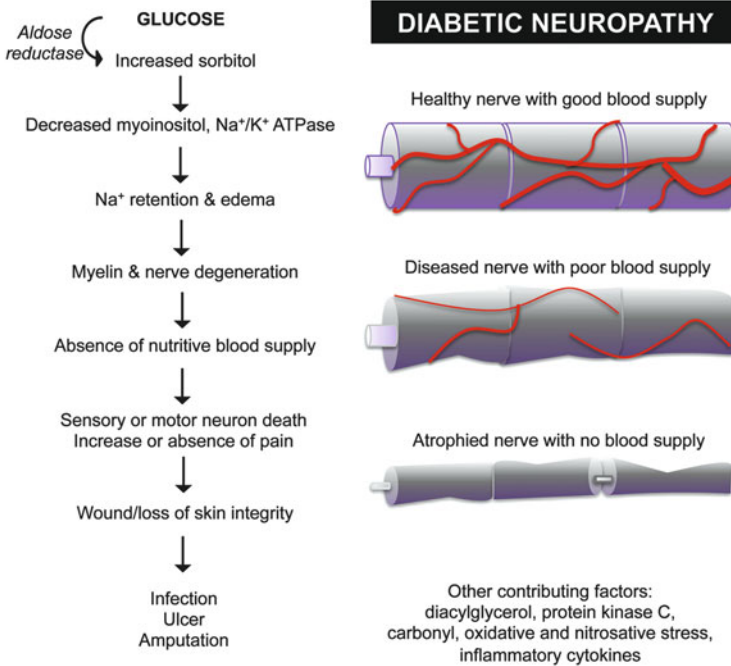 GLUCOSE
Aldose
reductase
Increased sorbitol
Decreased myoinositol, Na⁺/K⁺ ATPase
Na⁺ retention & edema
Myelin & nerve degeneration
Absence of nutritive blood supply
Sensory or motor neuron death
Increase or absence of pain
Wound/loss of skin integrity
Infection
Ulcer
Amputation
DIABETIC NEUROPATHY
Healthy nerve with good blood supply
Diseased nerve with poor blood supply
Atrophied nerve with no blood supply
Other contributing factors:
diacylglycerol, protein kinase C,
carbonyl, oxidative and nitrosative stress,
inflammatory cytokines